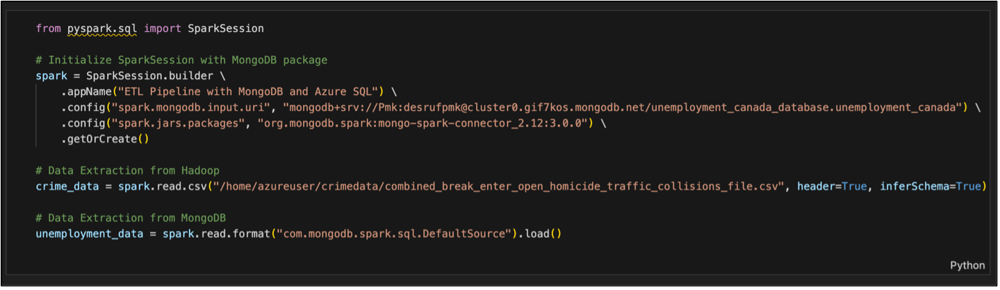 from pyspark.sql import SparkSession
# Initialize SparkSession with MongoDB package
spark = SparkSession.builder \
.appName("ETL Pipeline with MongoDB and Azure SQL") \
.config("spark.mongodb.input.uri", "mongodb+srv://Pmk:desrufpmk@cluster0.gif7kos.mongodb.net/unemployment_canada_database.unemployment_canada") \
.config("spark.jars.packages", "org.mongodb.spark:mongo-spark-connector_2.12:3.0.0") \
.getOrCreate()
# Data Extraction from Hadoop
crime_data = spark.read.csv("/home/azureuser/crimedata/combined_break_enter_open_homicide_traffic_collisions_file.csv", header=True, inferSchema=True)
# Data Extraction from MongoDB
unemployment_data = spark.read.format("com.mongodb.spark.sql.DefaultSource").load()
Python